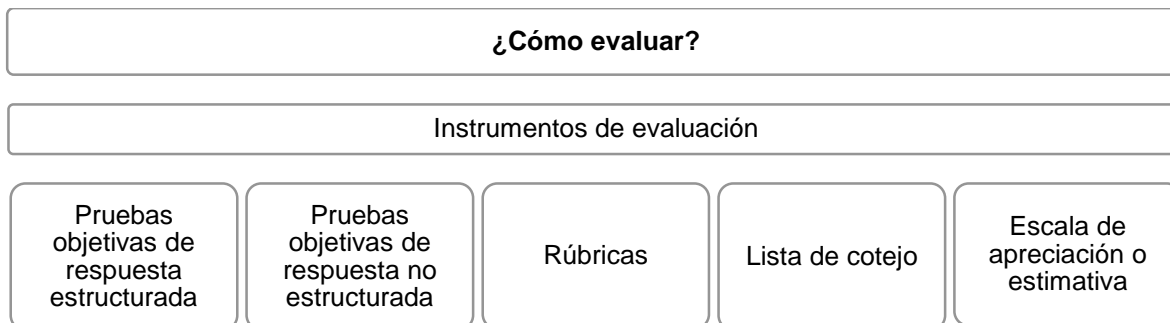 ¿Cómo evaluar?
Instrumentos de evaluación
Pruebas
objetivas de
respuesta
estructurada
Pruebas
objetivas de
respuesta no
estructurada
Rúbricas
Lista de cotejo
Escala de
apreciación o
estimativa